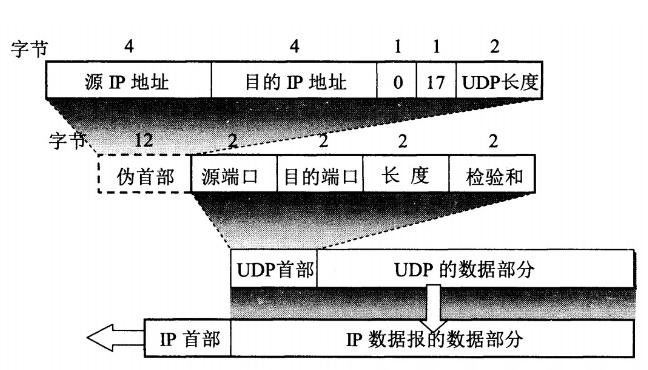 字节 4 4 1 1 2
源 IP 地址 目的 IP 地址 0 17 UDP长度
字节 12 2 2 2 2
伪首部 源端口 目的端口 长 度 检验和
UDP首部 UDP 的数据部分
IP 首部 IP 数据报的数据部分